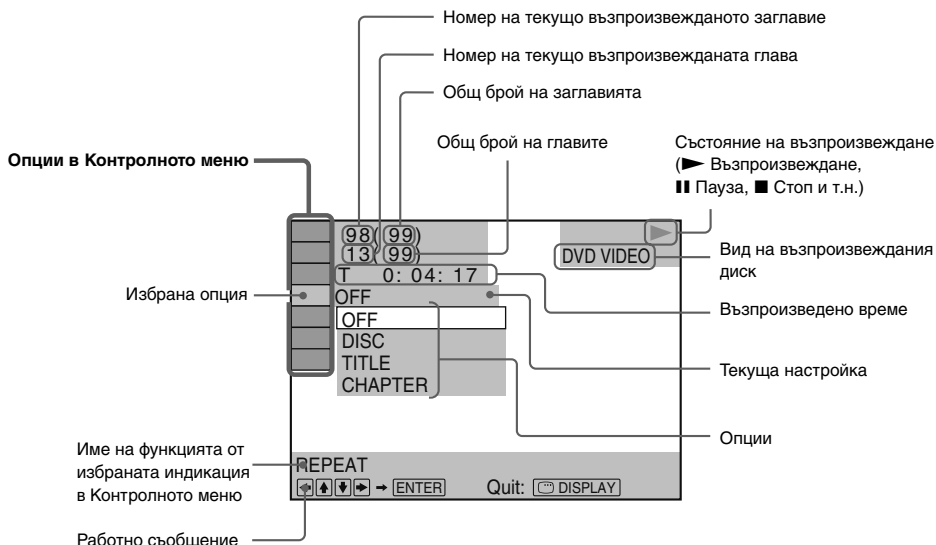 Номер на текущо възпроизвежданото заглавие
Номер на текущо възпроизвежданата глава
Общ брой на заглавията
Общ брой на главите
Състояние на възпроизвеждане
(► Възпроизвеждане,
❚❚ Пауза, ■ Стоп и т.н.)
Опции в Контролното меню
98( 99)
13( 99)
T 0: 04: 17
DVD VIDEO
Вид на възпроизвеждания
диск
Избрана опция
OFF
OFF
DISC
TITLE
CHAPTER
Възпроизведено време
Текуща настройка
Опции
Име на функцията от
избраната индикация
в Контролното меню
REPEAT
ENTER Quit: DISPLAY
Работно съобщение